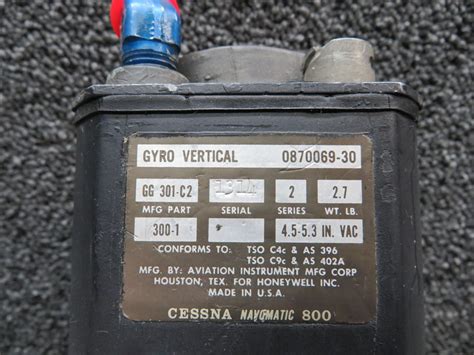 GYRO VERTICAL 0870069-30
GG 301-C2 1314 2 2.7
MFG PART SERIAL SERIES WT. LB.
300-1 4.5-5.3 IN. VAC
CONFORMS TO: TSO C4c & AS 396
TSO C9c & AS 402A
MFG. BY: AVIATION INSTRUMENT MFG CORP
HOUSTON, TEX. FOR HONEYWELL INC.
MADE IN U.S.A.
CESSNA NAVOMATIC 800